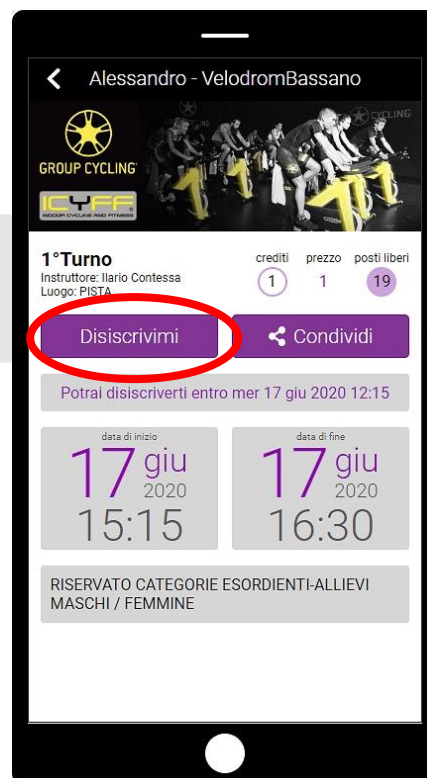 Alessandro - VelodromBassano
CYCLING
GROUP CYCLING
ICYFF
INDOOR CYCLING AND FITNESS
1°Turno
crediti prezzo posti liberi
Instruttore: Ilario Contessa
1 1 19
Luogo: PISTA
Disiscrivimi Condividi
Potrai disiscriverti entro mer 17 giu 2020 12:15
data di inizio
17 giu
2020
15:15
data di fine
17 giu
2020
16:30
RISERVATO CATEGORIE ESORDIENTI-ALLIEVI
MASCHI / FEMMINE